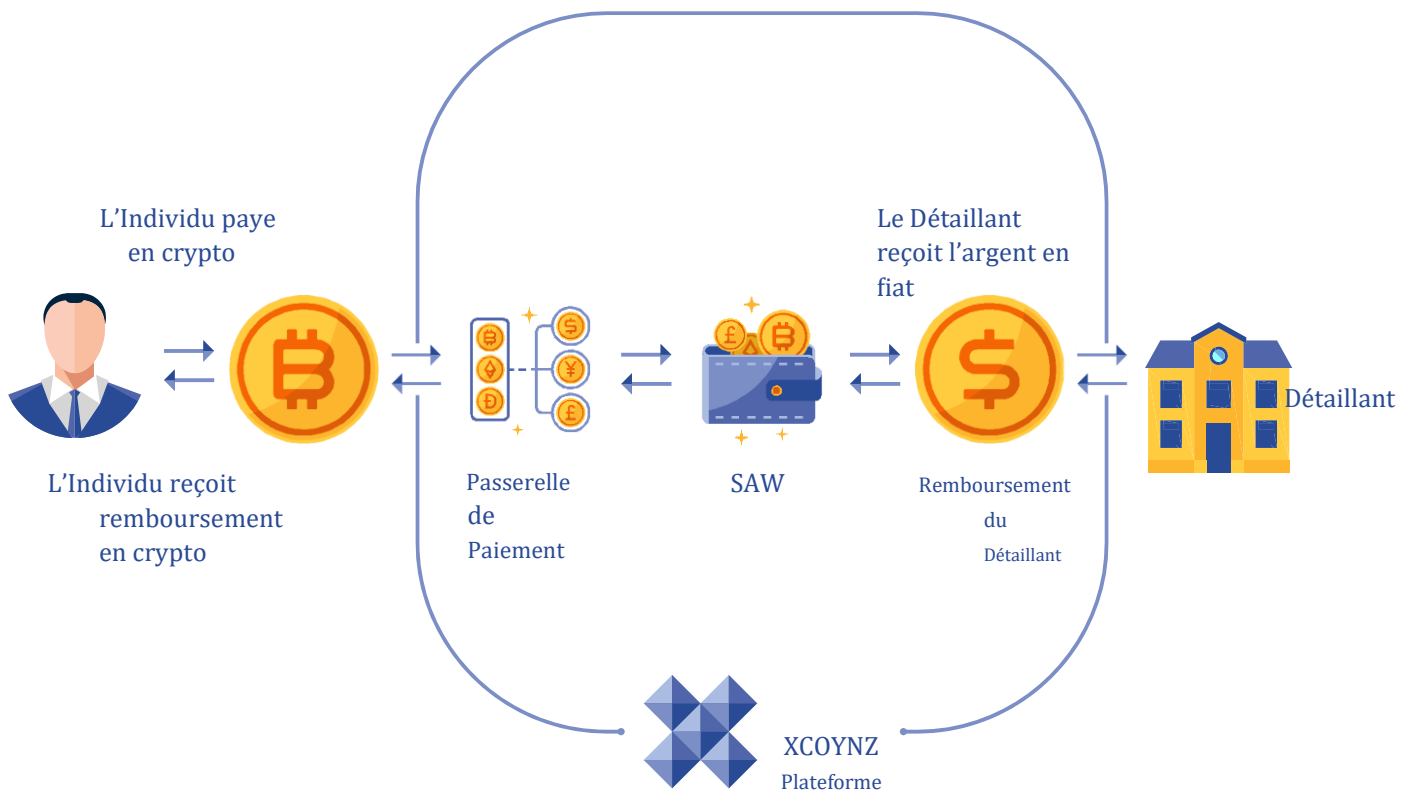 L’Individu paye
en crypto
Le Détaillant
reçoit l’argent en
fiat
Détaillant
L’Individu reçoit
remboursement
en crypto
Passerelle
de
Paiement
SAW
Remboursement
du
Détaillant
XCOYNZ
Plateforme